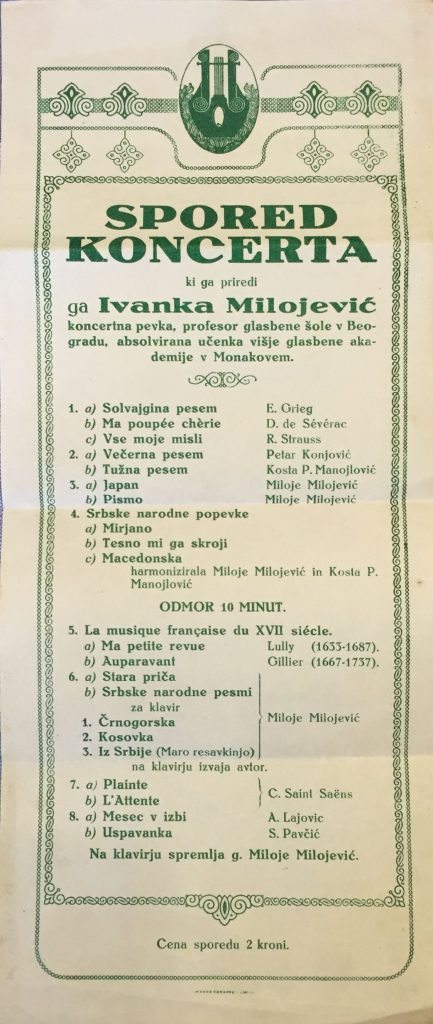 SPORED
KONCERTA
ki ga priredi
ga Ivanka Milojević
koncertna pevka, profesor glasbene šole v Beo-
gradu, absolvirana učenka višje glasbene aka-
demije v Monakovem.
1. a) Solvajgina pesem E. Grieg
b) Ma poupée chèrie D. de Sévérac
c) Vse moje misli R. Strauss
2. a) Večerna pesem Petar Konjović
b) Tužna pesem Kosta P. Manojlović
3. a) Japan Miloje Milojević
b) Pismo Miloje Milojević
4. Srbske narodne popevke
a) Mirjano
b) Tesno mi ga skroji
c) Macedonska
harmonizirala Miloje Milojević in Kosta P.
Manojlović
ODMOR 10 MINUT.
5. La musique française du XVII siécle.
a) Ma petite revue Lully (1633-1687).
b) Auparavant Gillier (1667-1737).
6. a) Stara priča
b) Srbske narodne pesmi
za klavir
Miloje Milojević
1. Črnogorska
2. Kosovka
3. Iz Srbije (Maro resavkinjo)
na klavirju izvaja avtor.
7. a) Plainte
C. Saint Saëns
b) L'Attente
8. a) Mesec v izbi A. Lajovic
b) Uspavanka S. Pavčić
Na klavirju spremlja g. Miloje Milojević.
Cena sporedu 2 kroni.